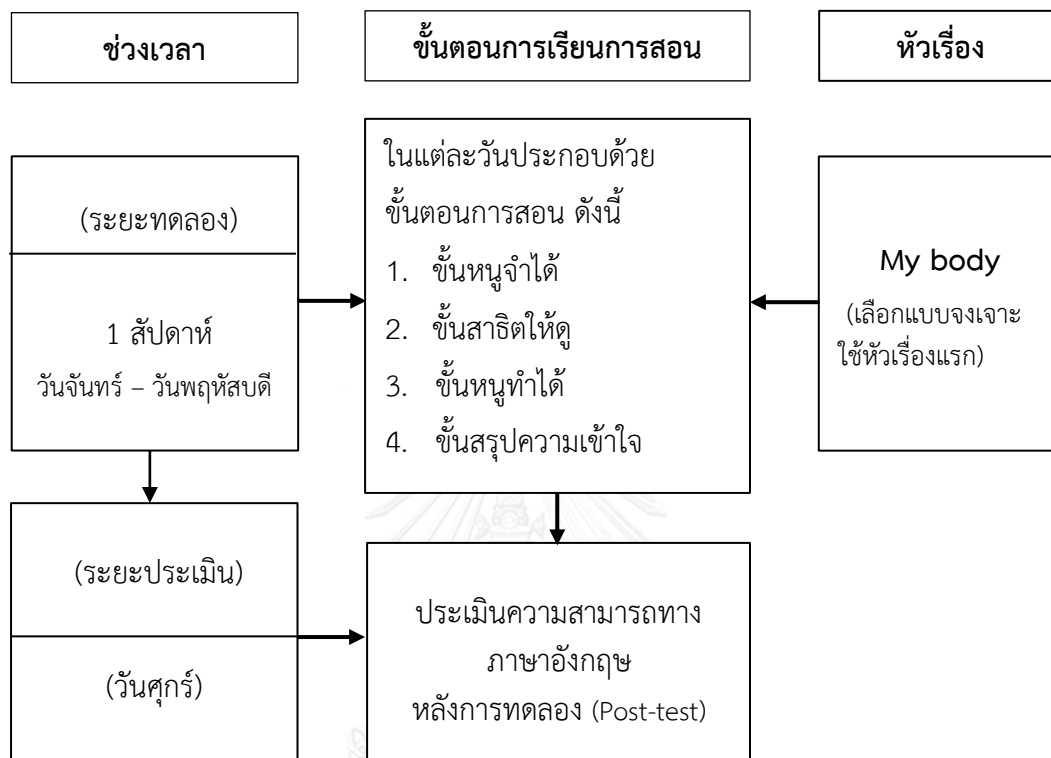 ช่วงเวลา
ขั้นตอนการเรียนการสอน
หัวเรื่อง
(ระยะทดลอง)
1 สัปดาห์
วันจันทร์ – วันพฤหัสบดี
ในแต่ละวันประกอบด้วย
ขั้นตอนการสอน ดังนี้
1. ขั้นหนูจำได้
2. ขั้นสาธิตให้ดู
3. ขั้นหนูทำได้
4. ขั้นสรุปความเข้าใจ
My body
(เลือกแบบจงเจาะ
ใช้หัวเรื่องแรก)
(ระยะประเมิน)
(วันศุกร์)
ประเมินความสามารถทาง
ภาษาอังกฤษ
หลังการทดลอง (Post-test)